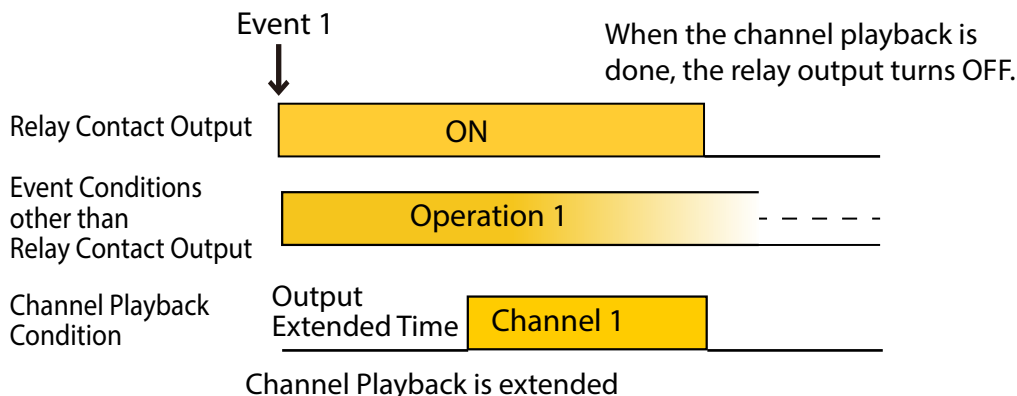 Event 1
When the channel playback is
done, the relay output turns OFF.
Relay Contact Output
ON
Event Conditions
other than
Relay Contact Output
Operation 1
Channel Playback
Condition
Output
Extended Time
Channel 1
Channel Playback is extended